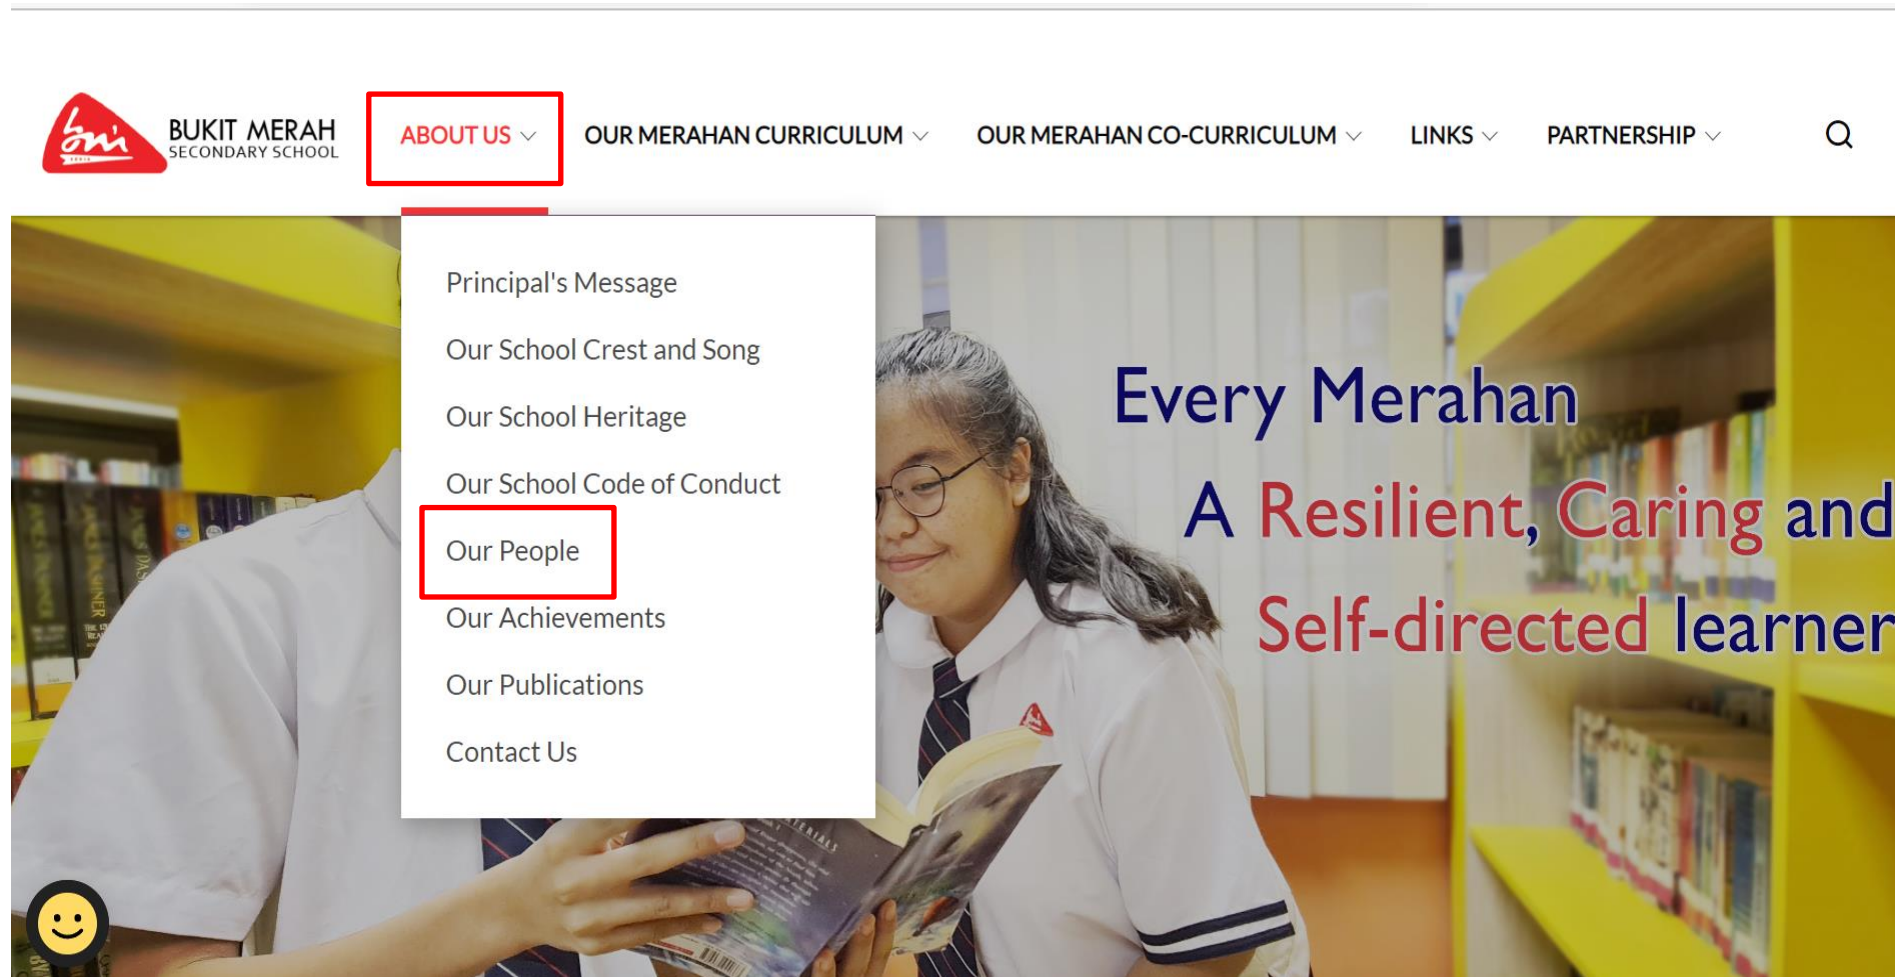 bm
BUKIT MERAH
SECONDARY SCHOOL
ABOUT US
OUR MERAHAN CURRICULUM
OUR MERAHAN CO-CURRICULUM
LINKS
PARTNERSHIP
Principal's Message
Our School Crest and Song
Our School Heritage
Our School Code of Conduct
Our People
Our Achievements
Our Publications
Contact Us
Every Merahan
A Resilient, Caring and
Self-directed learner